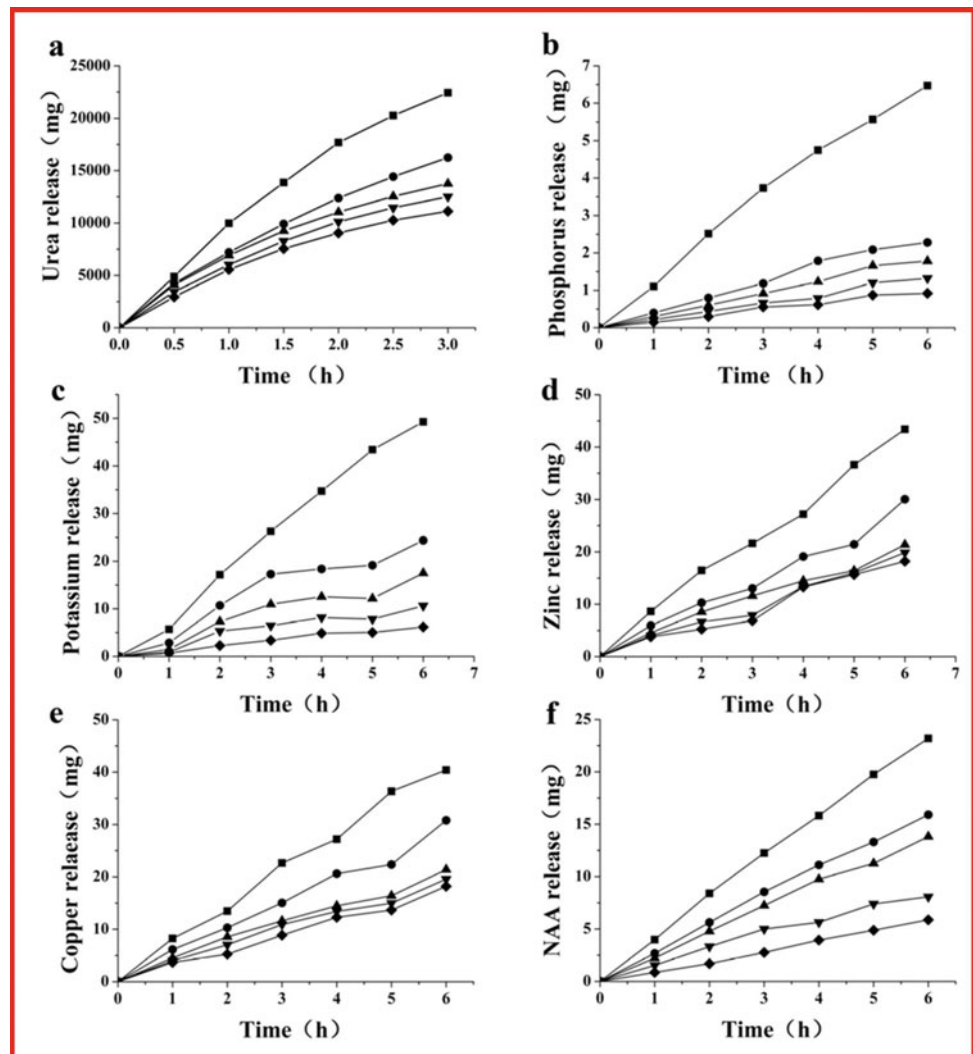 a
25000
20000
15000
10000
5000
0
Urea release（mg）
0.0 0.5 1.0 1.5 2.0 2.5 3.0
Time （h）
b
7
6
5
4
3
2
1
0
Phosphorus release （mg）
0 1 2 3 4 5 6
Time （h）
c
50
40
30
20
10
0
Potassium release（mg）
0 1 2 3 4 5 6 7
Time（h）
d
50
40
30
20
10
0
Zinc release（mg）
0 1 2 3 4 5 6 7
Time（h）
e
50
40
30
20
10
0
Copper relaease（mg）
0 1 2 3 4 5 6
Time（h）
f
25
20
15
10
5
0
NAA release（mg）
0 1 2 3 4 5 6
Time（h）